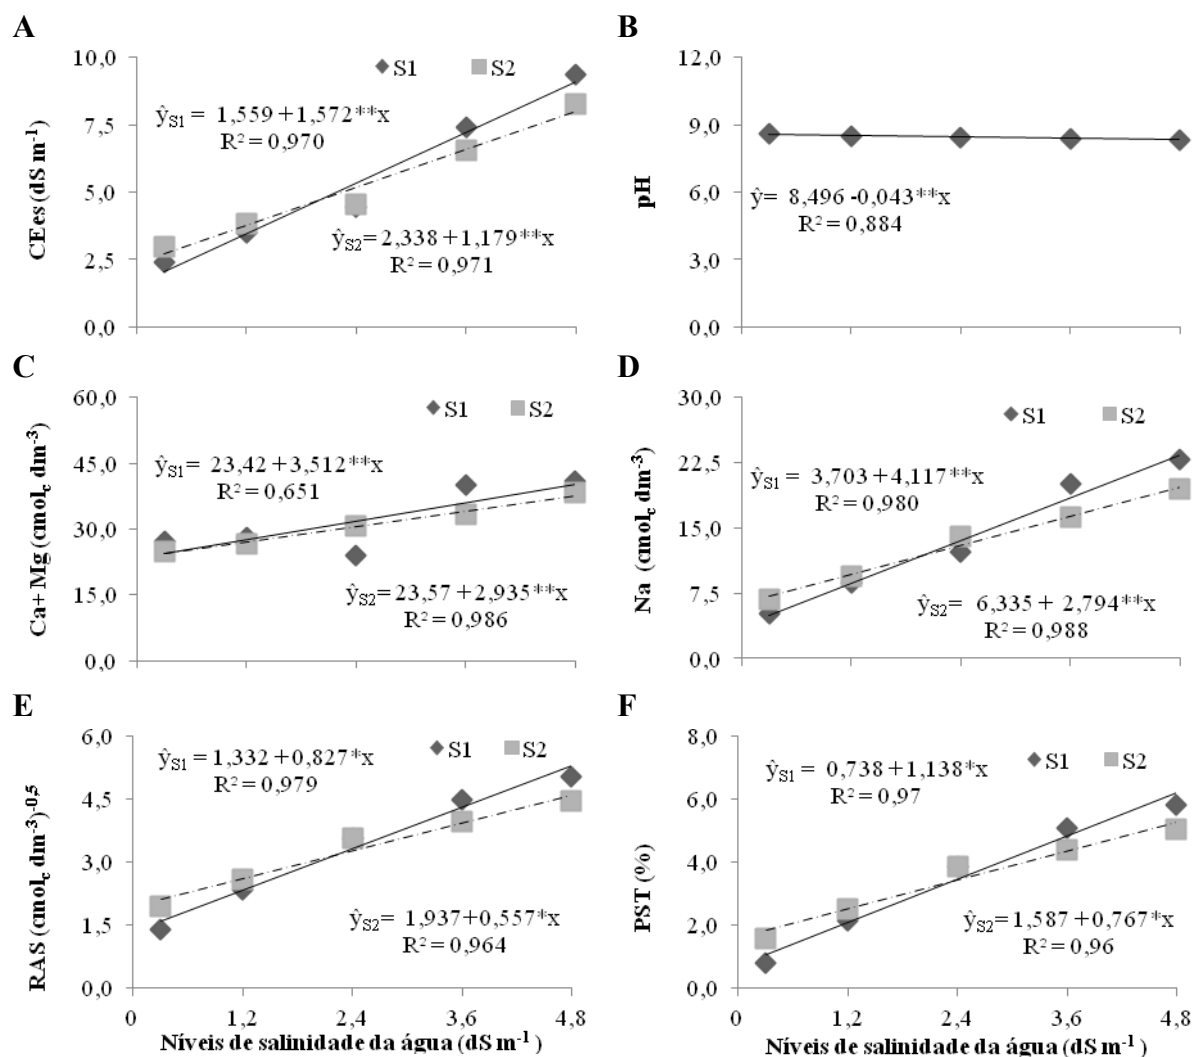 A
10,0
7,5
5,0
2,5
0,0
CEes (dS m⁻¹)
S1 S2
ŷS1 = 1,559 + 1,572**x
R² = 0,970
ŷS2 = 2,338 + 1,179**x
R² = 0,971
B
12,0
9,0
6,0
3,0
0,0
pH
ŷ= 8,496 -0,043**x
R² = 0,884
C
60,0
45,0
30,0
15,0
0,0
Ca+ Mg (cmolc dm⁻³)
S1 S2
ŷS1 = 23,42 + 3,512**x
R² = 0,651
ŷS2 = 23,57 + 2,935**x
R² = 0,986
D
30,0
22,5
15,0
7,5
0,0
Na (cmolc dm⁻³)
S1 S2
ŷS1 = 3,703 + 4,117**x
R² = 0,980
ŷS2 = 6,335 + 2,794**x
R² = 0,988
E
6,0
4,5
3,0
1,5
0,0
RAS (cmolc dm⁻³)⁻⁰,⁵
S1 S2
ŷS1 = 1,332 + 0,827*x
R² = 0,979
ŷS2 = 1,937+0,557*x
R² = 0,964
0 1,2 2,4 3,6 4,8
Níveis de salinidade da água (dS m⁻¹)
F
8,0
6,0
4,0
2,0
0,0
PST (%)
S1 S2
ŷS1 = 0,738 + 1,138*x
R² = 0,97
ŷS2 = 1,587 + 0,767*x
R² = 0,96
0 1,2 2,4 3,6 4,8
Níveis de salinidade da água (dS m⁻¹)